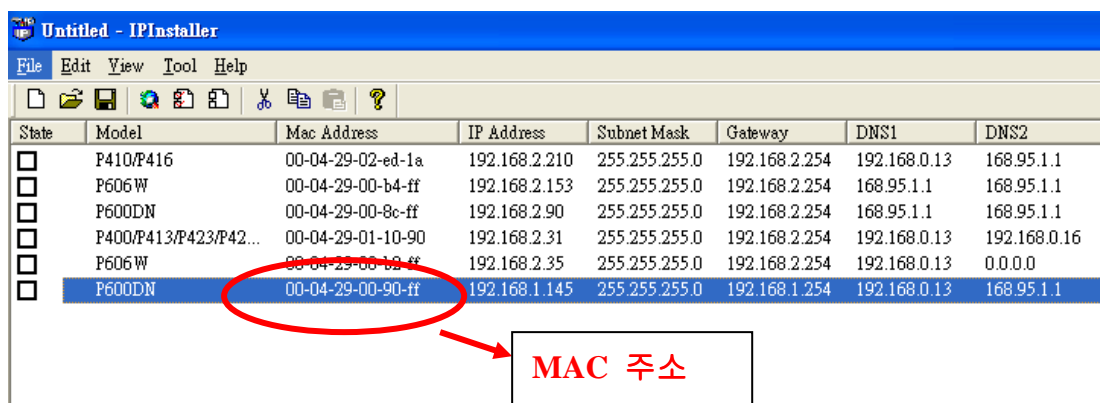 Untitled - IPInstaller
File Edit View Tool Help
State Model Mac Address IP Address Subnet Mask Gateway DNS1 DNS2
P410/P416 00-04-29-02-ed-1a 192.168.2.210 255.255.255.0 192.168.2.254 192.168.0.13 168.95.1.1
P606W 00-04-29-00-b4-ff 192.168.2.153 255.255.255.0 192.168.2.254 168.95.1.1 168.95.1.1
P600DN 00-04-29-00-8c-ff 192.168.2.90 255.255.255.0 192.168.2.254 168.95.1.1 168.95.1.1
P400/P413/P423/P42... 00-04-29-01-10-90 192.168.2.31 255.255.255.0 192.168.2.254 192.168.0.13 192.168.0.16
P606W 00-04-29-00-b2-ff 192.168.2.35 255.255.255.0 192.168.2.254 192.168.0.13 0.0.0.0
P600DN 00-04-29-00-90-ff 192.168.1.145 255.255.255.0 192.168.1.254 192.168.0.13 168.95.1.1
MAC 주소